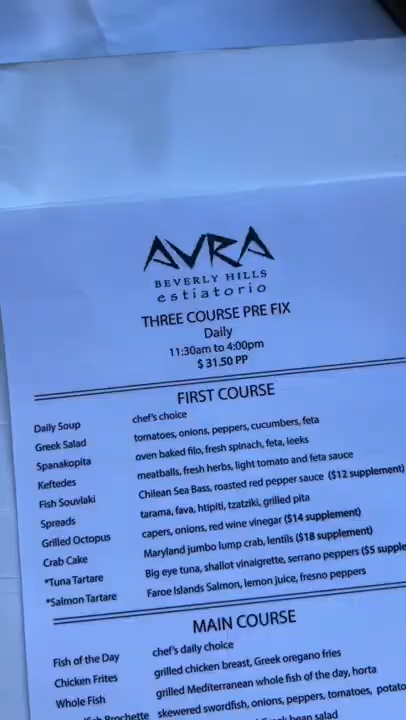 AVRA
BEVERLY HILLS
estiatorio
THREE COURSE PRE FIX
Daily
11:30am to 4:00pm
$ 31.50 PP
FIRST COURSE
Daily Soup chef's choice
Greek Salad tomatoes, onions, peppers, cucumbers, feta
Spanakopita oven baked filo, fresh spinach, feta, leeks
Keftedes meatballs, fresh herbs, light tomato and feta sauce
Fish Souvlaki Chilean Sea Bass, roasted red pepper sauce ($12 supplement)
Spreads tarama, fava, htipiti, tzatziki, grilled pita
Grilled Octopus capers, onions, red wine vinegar ($14 supplement)
Crab Cake Maryland jumbo lump crab, lentils ($18 supplement)
*Tuna Tartare Big eye tuna, shallot vinaigrette, serrano peppers ($5 supple
*Salmon Tartare Faroe Islands Salmon, lemon juice, fresno peppers
MAIN COURSE
Fish of the Day chef's daily choice
Chicken Frites grilled chicken breast, Greek oregano fries
Whole Fish grilled Mediterranean whole fish of the day, horta
Brochette skewered swordfish, onions, peppers, tomatoes, potato
bean salad